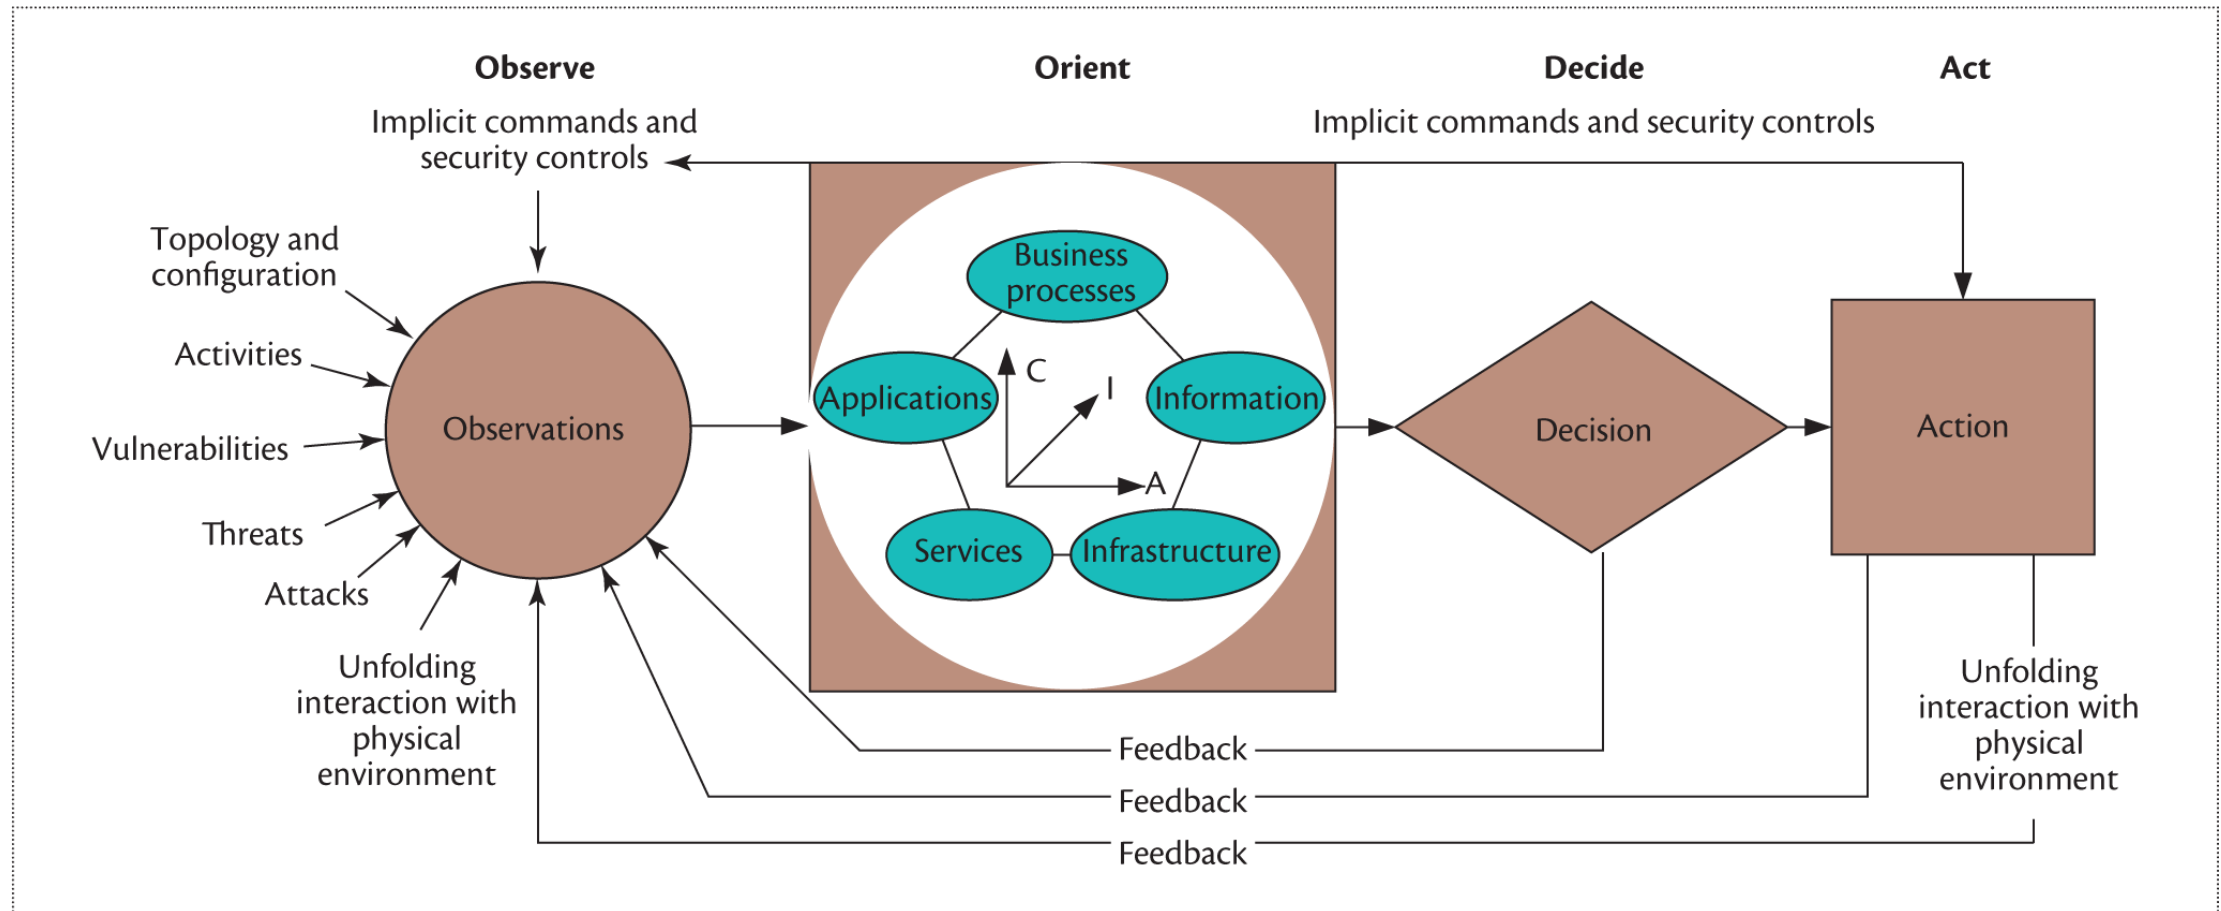 Observe
Orient
Decide
Act
Implicit commands and
security controls
Implicit commands and security controls
Topology and
configuration
Activities
Vulnerabilities
Threats
Attacks
Unfolding
interaction with
physical
environment
Observations
Business
processes
Applications
Information
C
I
A
Services
Infrastructure
Decision
Action
Unfolding
interaction with
physical
environment
Feedback
Feedback
Feedback